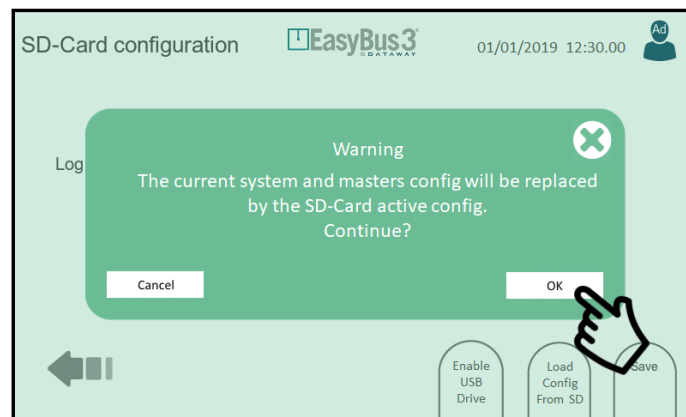 SD-Card configuration
EasyBus3
DATAWAY
01/01/2019 12:30.00
Ad
Log
Warning
The current system and masters config will be replaced
by the SD-Card active config.
Continue?
Cancel
OK
Enable
USB
Drive
Load
Config
From SD
Save